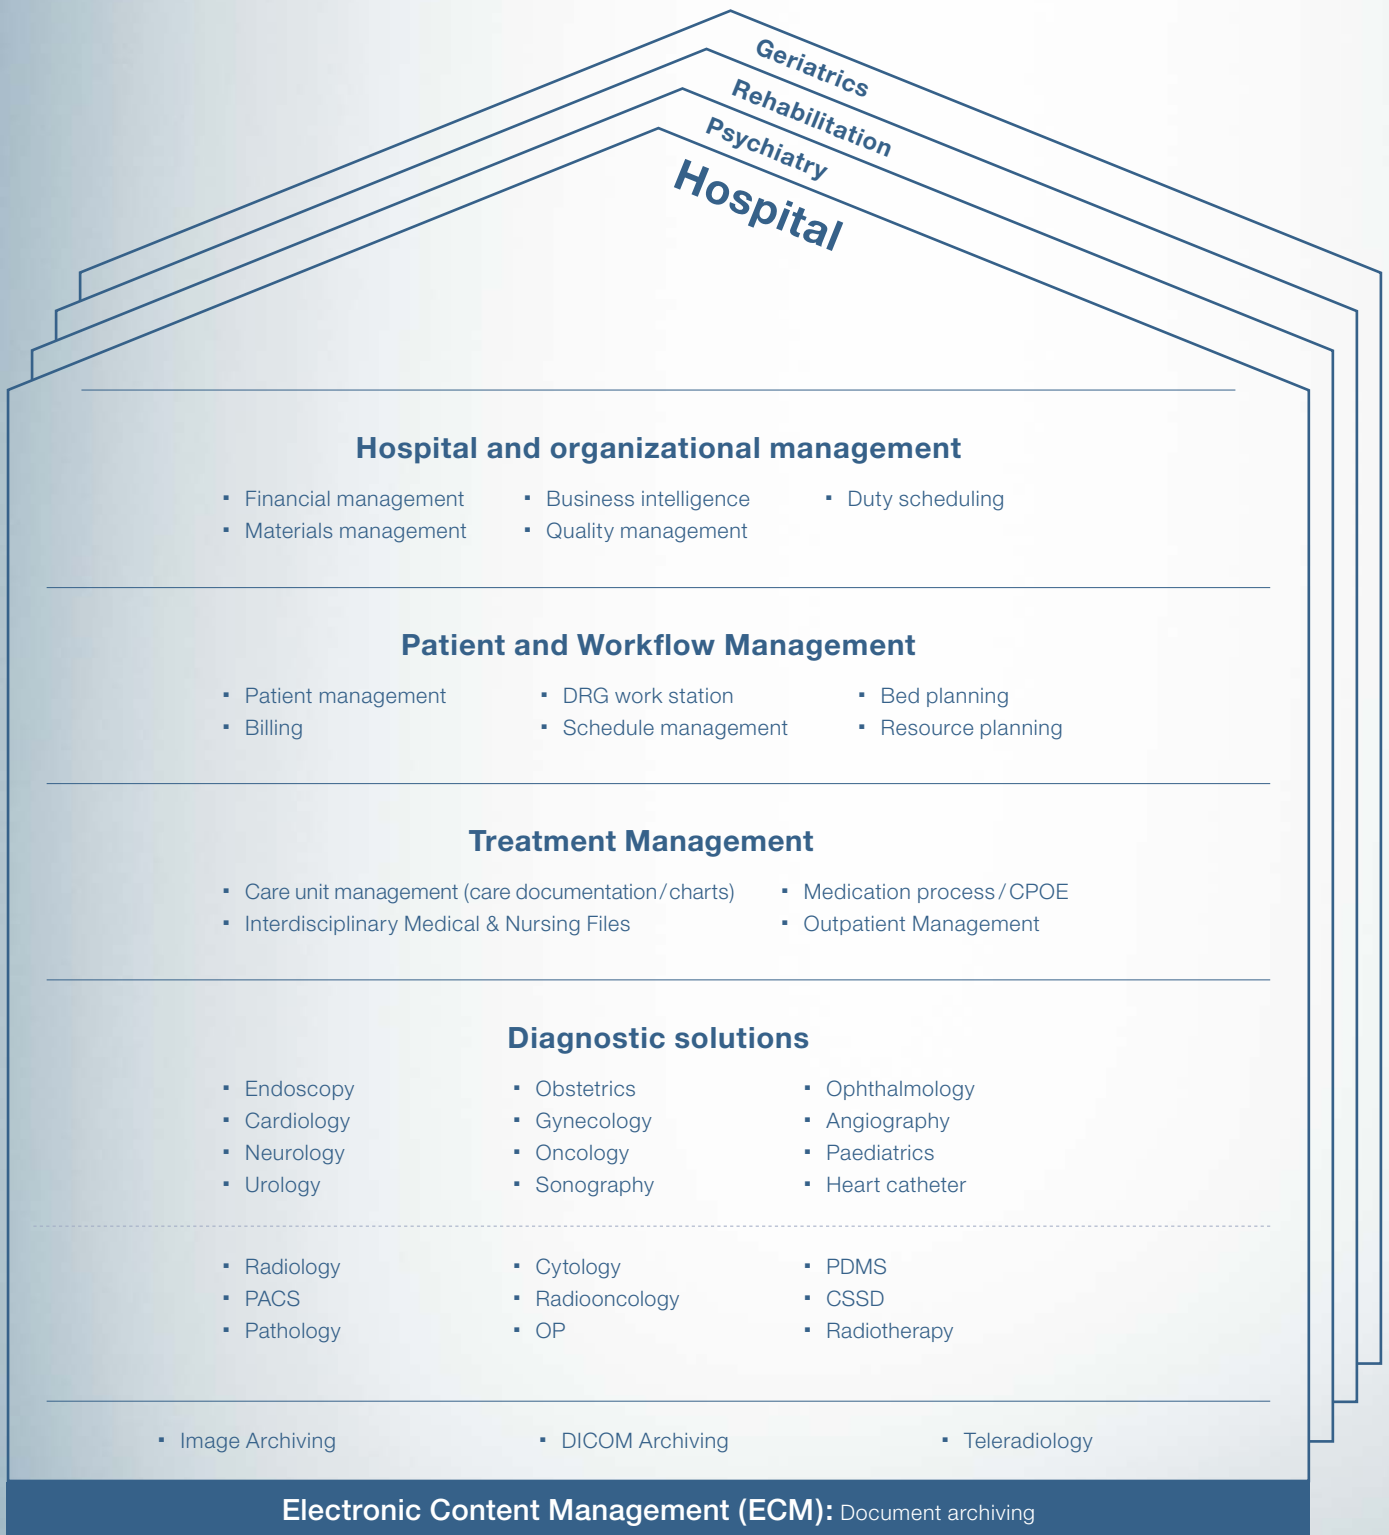 Geriatrics
Rehabilitation
Psychiatry
Hospital
Hospital and organizational management
▪ Financial management ▪ Business intelligence ▪ Duty scheduling
▪ Materials management ▪ Quality management
Patient and Workflow Management
▪ Patient management ▪ DRG work station ▪ Bed planning
▪ Billing ▪ Schedule management ▪ Resource planning
Treatment Management
▪ Care unit management (care documentation/charts) ▪ Medication process/CPOE
▪ Interdisciplinary Medical & Nursing Files ▪ Outpatient Management
Diagnostic solutions
▪ Endoscopy ▪ Obstetrics ▪ Ophthalmology
▪ Cardiology ▪ Gynecology ▪ Angiography
▪ Neurology ▪ Oncology ▪ Paediatrics
▪ Urology ▪ Sonography ▪ Heart catheter
▪ Radiology ▪ Cytology ▪ PDMS
▪ PACS ▪ Radiooncology ▪ CSSD
▪ Pathology ▪ OP ▪ Radiotherapy
▪ Image Archiving ▪ DICOM Archiving ▪ Teleradiology
Electronic Content Management (ECM): Document archiving